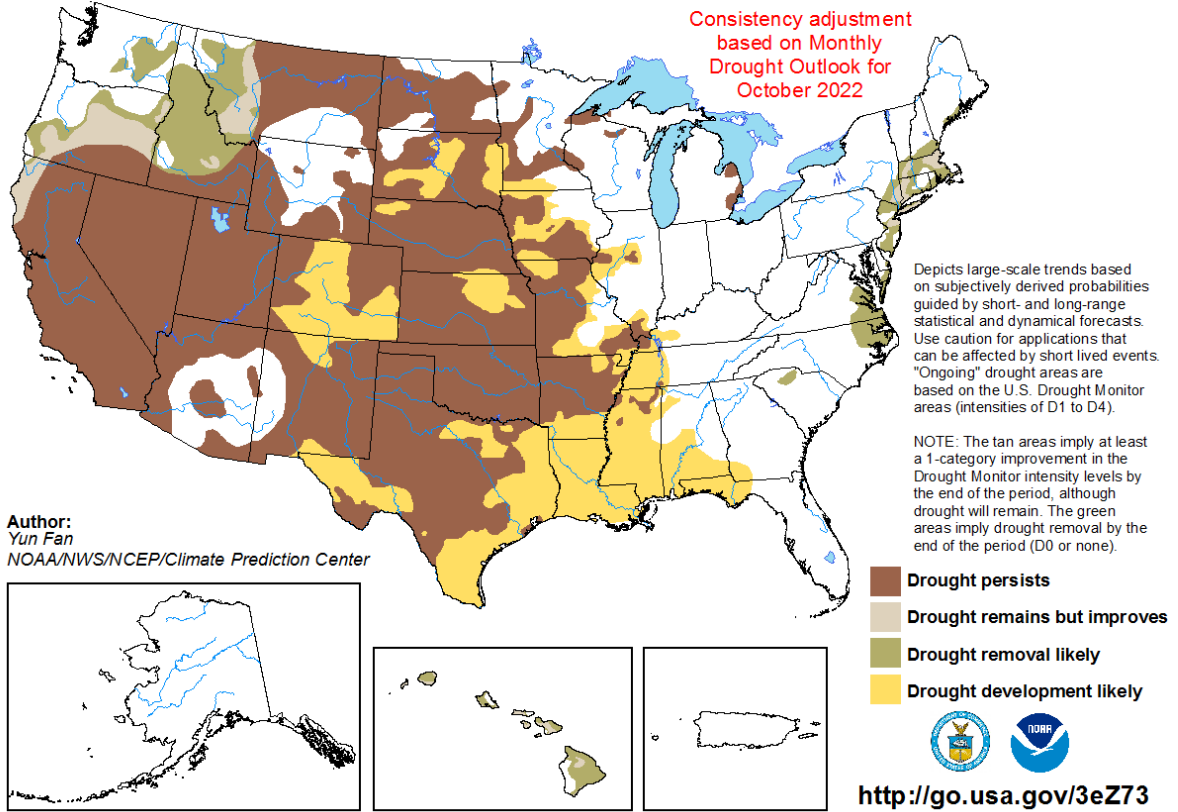 Consistency adjustment
based on Monthly
Drought Outlook for
October 2022
Depicts large-scale trends based
on subjectively derived probabilities
guided by short- and long-range
statistical and dynamical forecasts.
Use caution for applications that
can be affected by short lived events.
"Ongoing" drought areas are
based on the U.S. Drought Monitor
areas (intensities of D1 to D4).
NOTE: The tan areas imply at least
a 1-category improvement in the
Drought Monitor intensity levels by
the end of the period, although
drought will remain. The green
areas imply drought removal by the
end of the period (D0 or none).
Author:
Yun Fan
NOAA/NWS/NCEP/Climate Prediction Center
Drought persists
Drought remains but improves
Drought removal likely
Drought development likely
NOAA
http://go.usa.gov/3eZ73